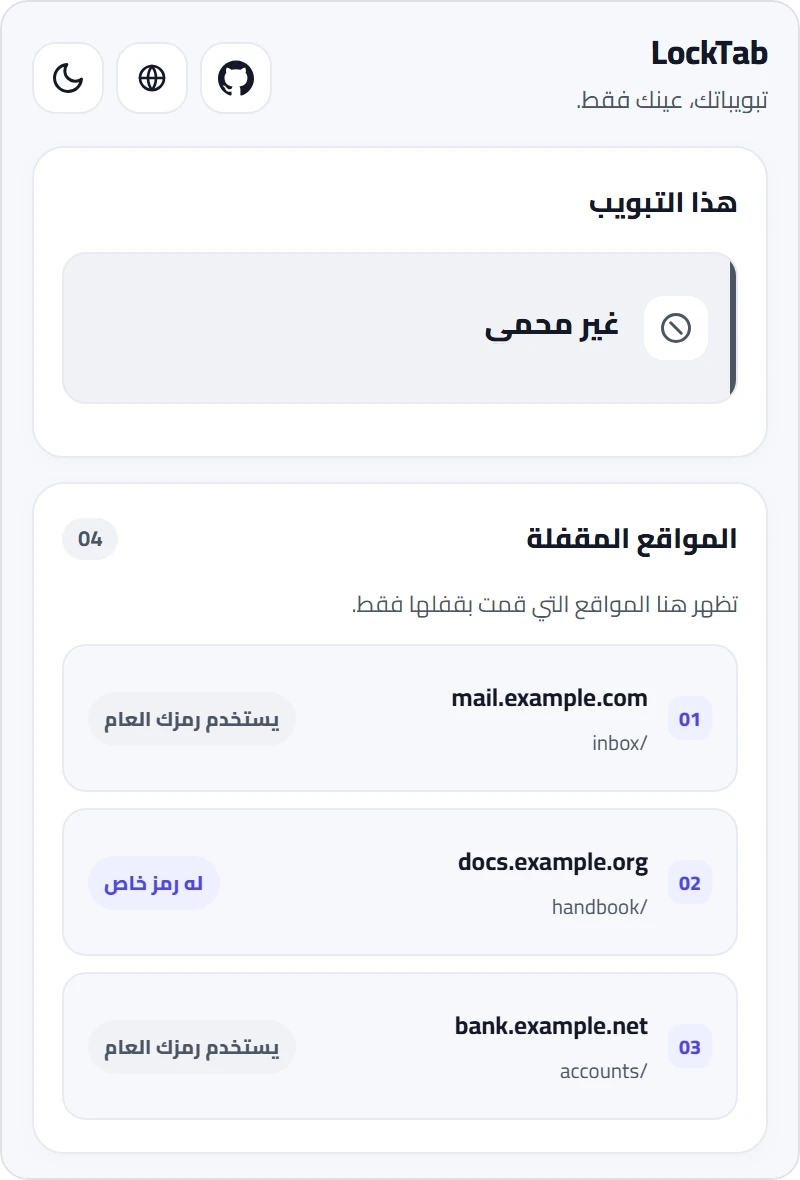 LockTab
تبويباتك، عينك فقط.
هذا التبويب
غير محمى
المواقع المقفلة
04
تظهر هنا المواقع التي قمت بقفلها فقط.
01
mail.example.com
inbox/
يستخدم رمزك العام
02
docs.example.org
handbook/
له رمز خاص
03
bank.example.net
accounts/
يستخدم رمزك العام